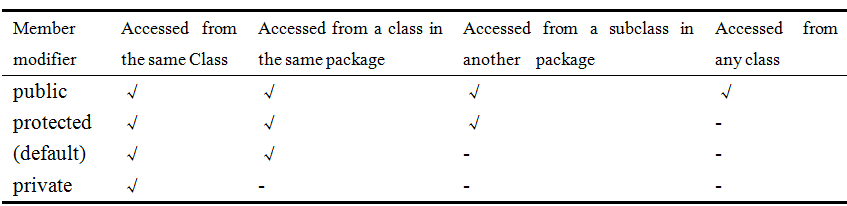 Member modifier Accessed from the same Class Accessed from a class in the same package Accessed from a subclass in another package Accessed from any class
public √ √ √ √
protected √ √ √ -
(default) √ √ - -
private √ - - -